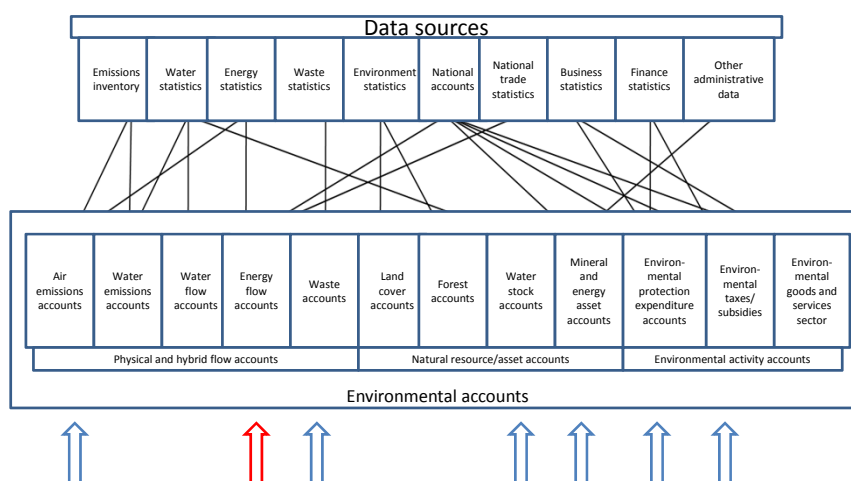 Data sources
Emissions
inventory
Water
statistics
Energy
statistics
Waste
statistics
Environment
statistics
National
accounts
National
trade
statistics
Business
statistics
Finance
statistics
Other
administrative
data
Air
emissions
accounts
Water
emissions
accounts
Water
flow
accounts
Energy
flow
accounts
Waste
accounts
Land
cover
accounts
Forest
accounts
Water
stock
accounts
Mineral
and
energy
asset
accounts
Environ-
mental
protection
expenditure
accounts
Environ-
mental
taxes/
subsidies
Environ-
mental
goods and
services
sector
Physical and hybrid flow accounts
Natural resource/asset accounts
Environmental activity accounts
Environmental accounts